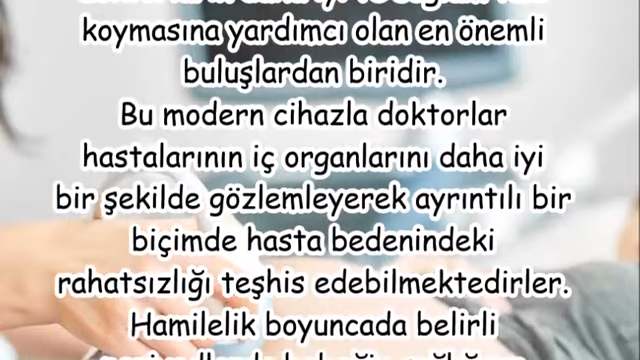 koymasına yardımcı olan en önemli
buluşlardan biridir.
Bu modern cihazla doktorlar
hastalarının iç organlarını daha iyi
bir şekilde gözlemleyerek ayrıntılı bir
biçimde hasta bedenindeki
rahatsızlığı teşhis edebilmektedirler.
Hamilelik boyuncada belirli